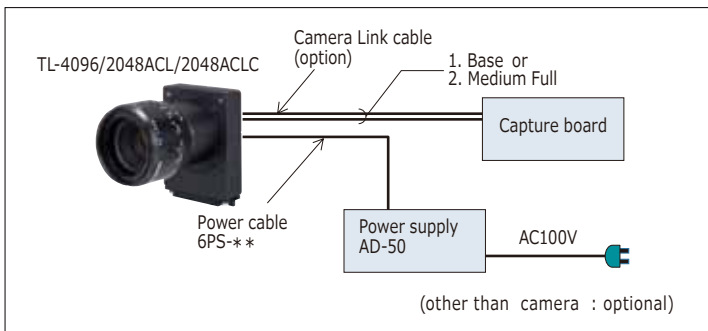 Camera Link cable
(option)
TL-4096/2048ACL/2048ACLC
1. Base or
2. Medium Full
Capture board
Power cable
6PS-**
Power supply
AD-50
AC100V
(other than camera : optional)